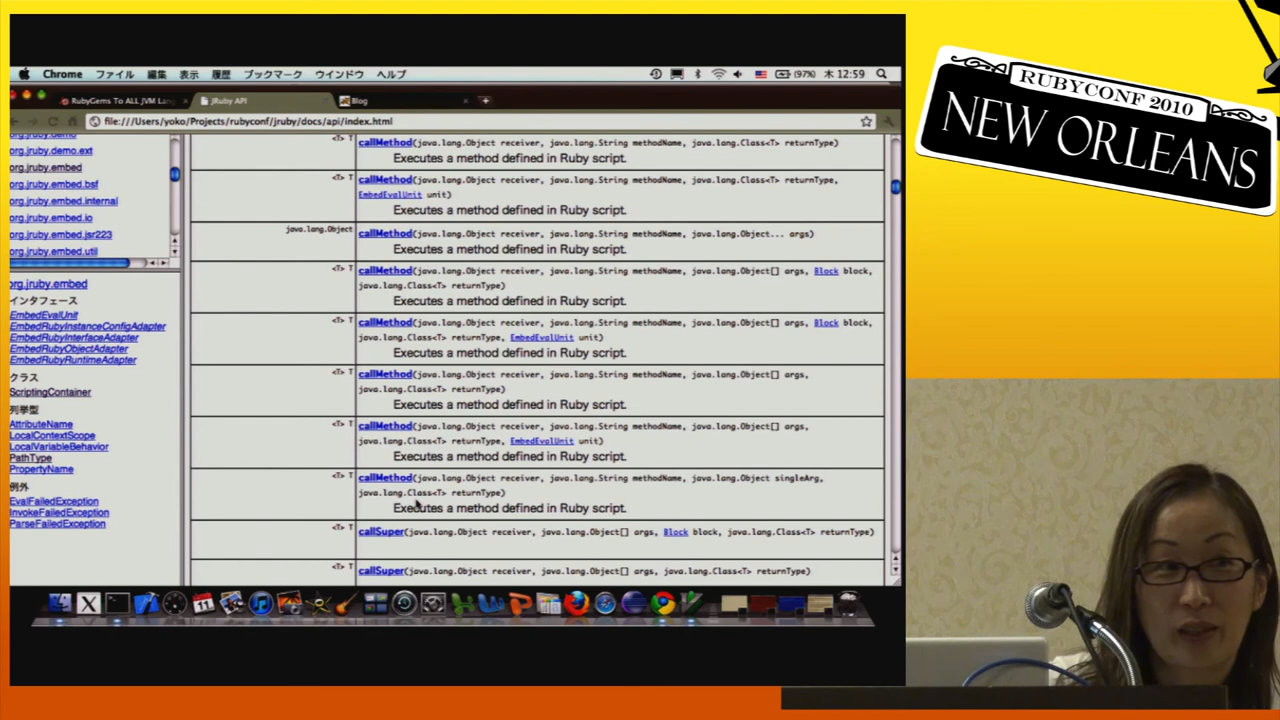 Chrome ファイル 編集 表示 履歴 ブックマーク ウインドウ ヘルプ (97%) 木 12:59
RubyGems To ALL JVM Lan
JRuby API
Blog
file:///Users/yoko/Projects/rubyconf/jruby/docs/api/index.html
org.jruby.demo
org.jruby.demo.ext
org.jruby.embed
org.jruby.embed.bsf
org.jruby.embed.internal
org.jruby.embed.io
org.jruby.embed.jsr223
org.jruby.embed.util
org.jruby.embed
インタフェース
EmbedEvalUnit
EmbedRubyInstanceConfigAdapter
EmbedRubyInterfaceAdapter
EmbedRubyObjectAdapter
EmbedRubyRuntimeAdapter
クラス
ScriptingContainer
列挙型
AttributeName
LocalContextScope
LocalVariableBehavior
PathType
PropertyName
例外
EvalFailedException
InvokeFailedException
ParseFailedException
<T> T callMethod(java.lang.Object receiver, java.lang.String methodName, java.lang.Class<T> returnType)
Executes a method defined in Ruby script.
<T> T callMethod(java.lang.Object receiver, java.lang.String methodName, java.lang.Class<T> returnType,
EmbedEvalUnit unit)
Executes a method defined in Ruby script.
java.lang.Object callMethod(java.lang.Object receiver, java.lang.String methodName, java.lang.Object... args)
Executes a method defined in Ruby script.
<T> T callMethod(java.lang.Object receiver, java.lang.String methodName, java.lang.Object[] args, Block block,
java.lang.Class<T> returnType)
Executes a method defined in Ruby script.
<T> T callMethod(java.lang.Object receiver, java.lang.String methodName, java.lang.Object[] args, Block block,
java.lang.Class<T> returnType, EmbedEvalUnit unit)
Executes a method defined in Ruby script.
<T> T callMethod(java.lang.Object receiver, java.lang.String methodName, java.lang.Object[] args,
java.lang.Class<T> returnType)
Executes a method defined in Ruby script.
<T> T callMethod(java.lang.Object receiver, java.lang.String methodName, java.lang.Object[] args,
java.lang.Class<T> returnType, EmbedEvalUnit unit)
Executes a method defined in Ruby script.
<T> T callMethod(java.lang.Object receiver, java.lang.String methodName, java.lang.Object singleArg,
java.lang.Class<T> returnType)
Executes a method defined in Ruby script.
<T> T callSuper(java.lang.Object receiver, java.lang.Object[] args, Block block, java.lang.Class<T> returnType)
<T> T callSuper(java.lang.Object receiver, java.lang.Object[] args, java.lang.Class<T> returnType)
RUBYCONF 2010
NEW ORLEANS